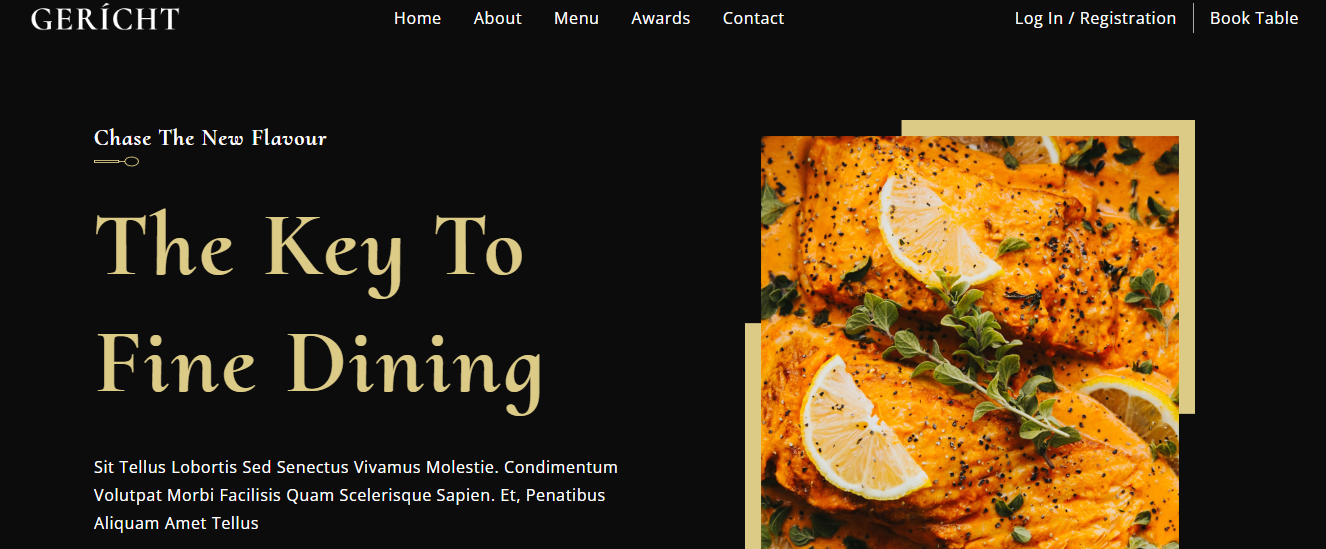 GERÍCHT
Home About Menu Awards Contact
Log In / Registration Book Table
Chase The New Flavour
The Key To
Fine Dining
Sit Tellus Lobortis Sed Senectus Vivamus Molestie. Condimentum
Volutpat Morbi Facilisis Quam Scelerisque Sapien. Et, Penatibus
Aliquam Amet Tellus